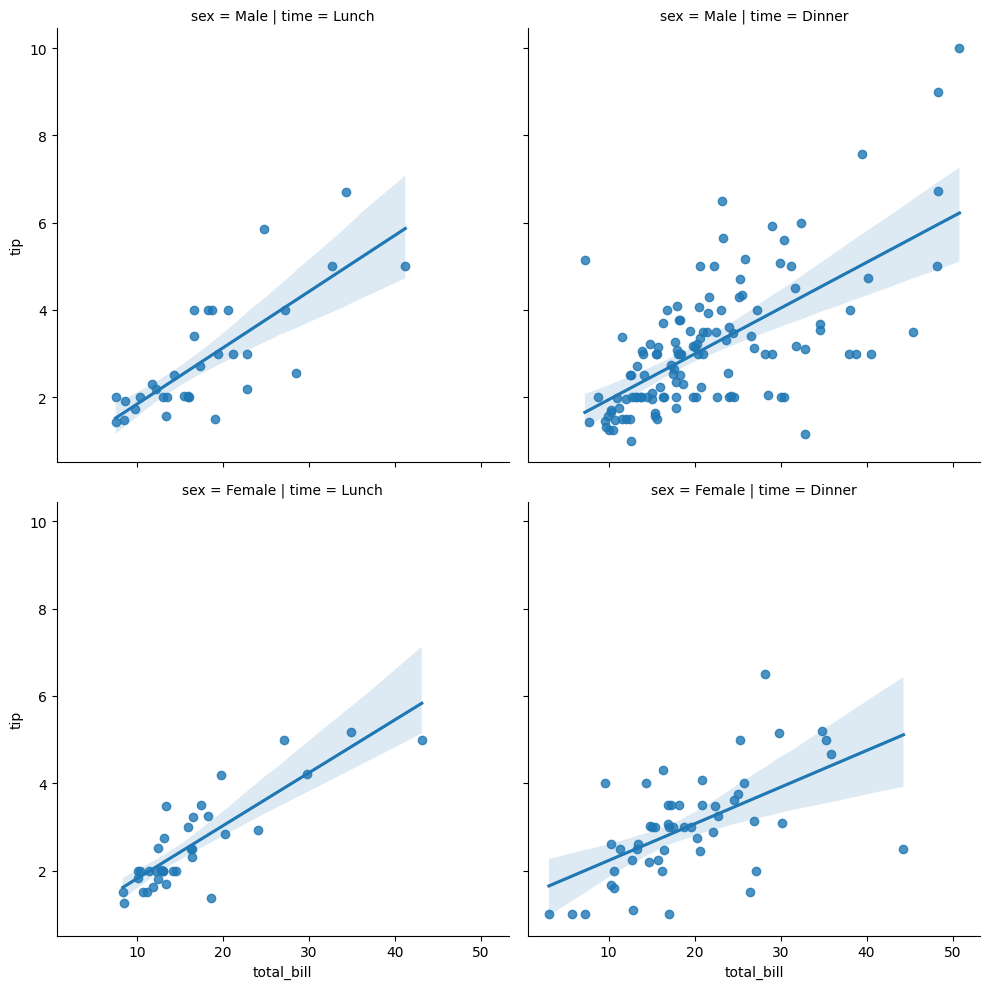 sex = Male | time = Lunch
sex = Male | time = Dinner
10
8
6
4
2
tip
sex = Female | time = Lunch
sex = Female | time = Dinner
10
8
6
4
2
tip
10 20 30 40 50
10 20 30 40 50
total_bill
total_bill